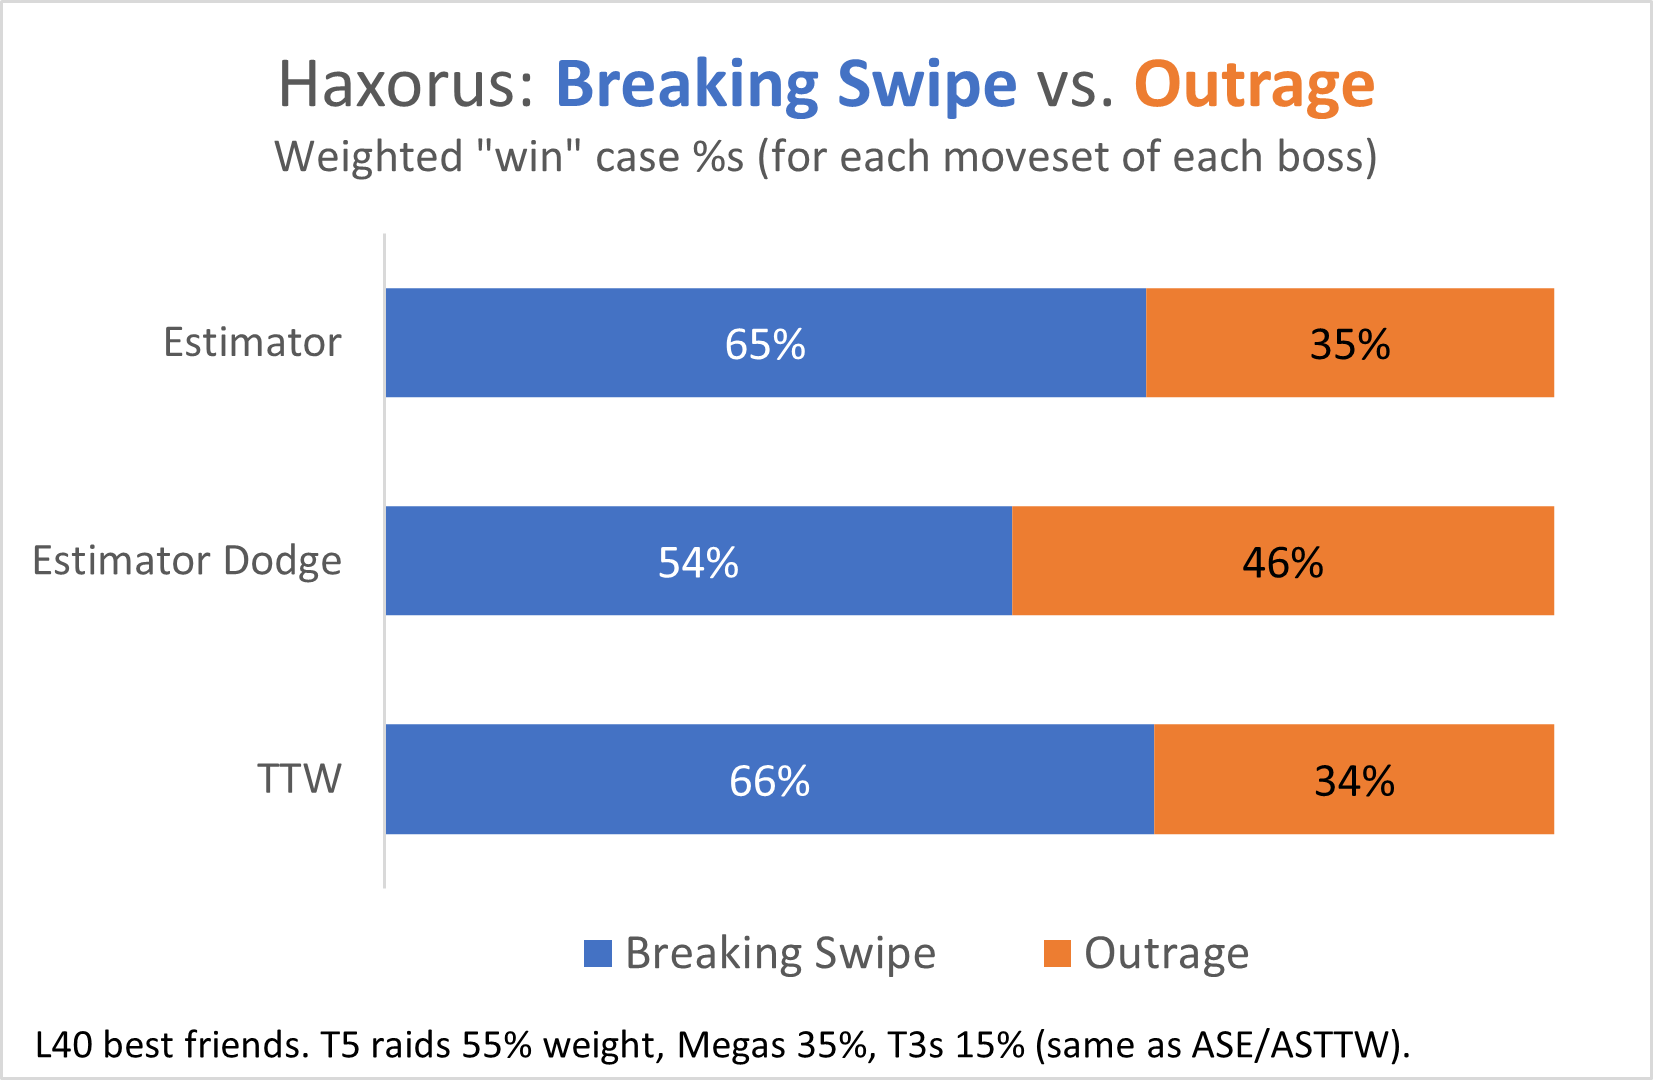 Haxorus: Breaking Swipe vs. Outrage
Weighted "win" case %s (for each moveset of each boss)
Estimator
65%
35%
Estimator Dodge
54%
46%
TTW
66%
34%
Breaking Swipe
Outrage
L40 best friends. T5 raids 55% weight, Megas 35%, T3s 15% (same as ASE/ASTTW).